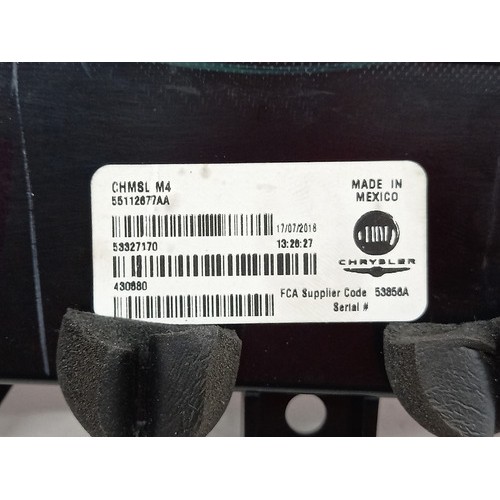 CHMSL M4
55112677AA
MADE IN
MEXICO
17/07/2018
53327170
13:26:27
CHRYSLER
430680
FCA Supplier Code 53856A
Serial #